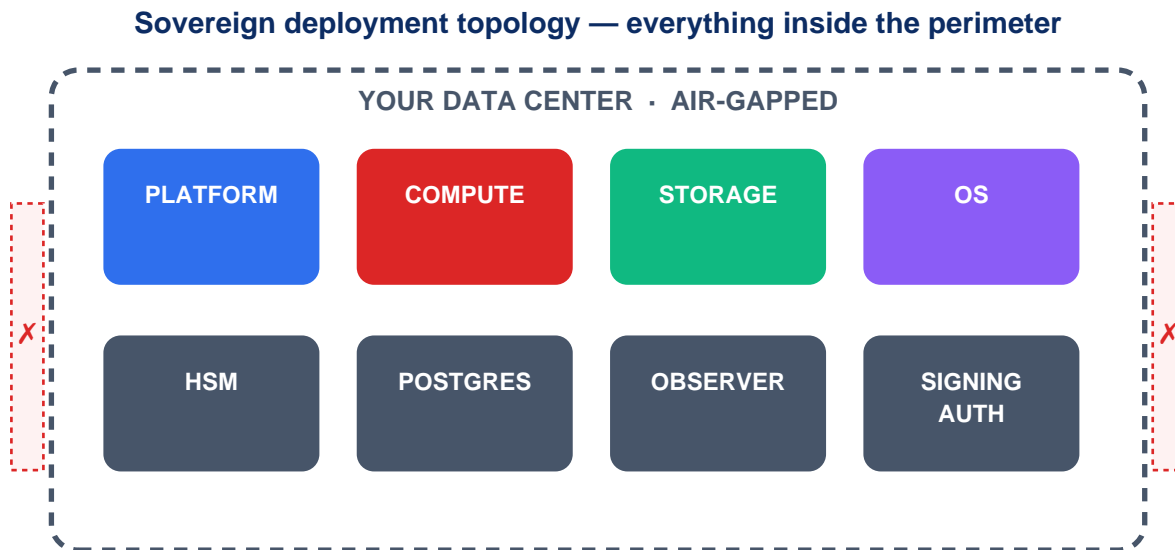 Sovereign deployment topology — everything inside the perimeter
YOUR DATA CENTER · AIR-GAPPED
PLATFORM
COMPUTE
STORAGE
OS
✗
✗
HSM
POSTGRES
OBSERVER
SIGNING
AUTH